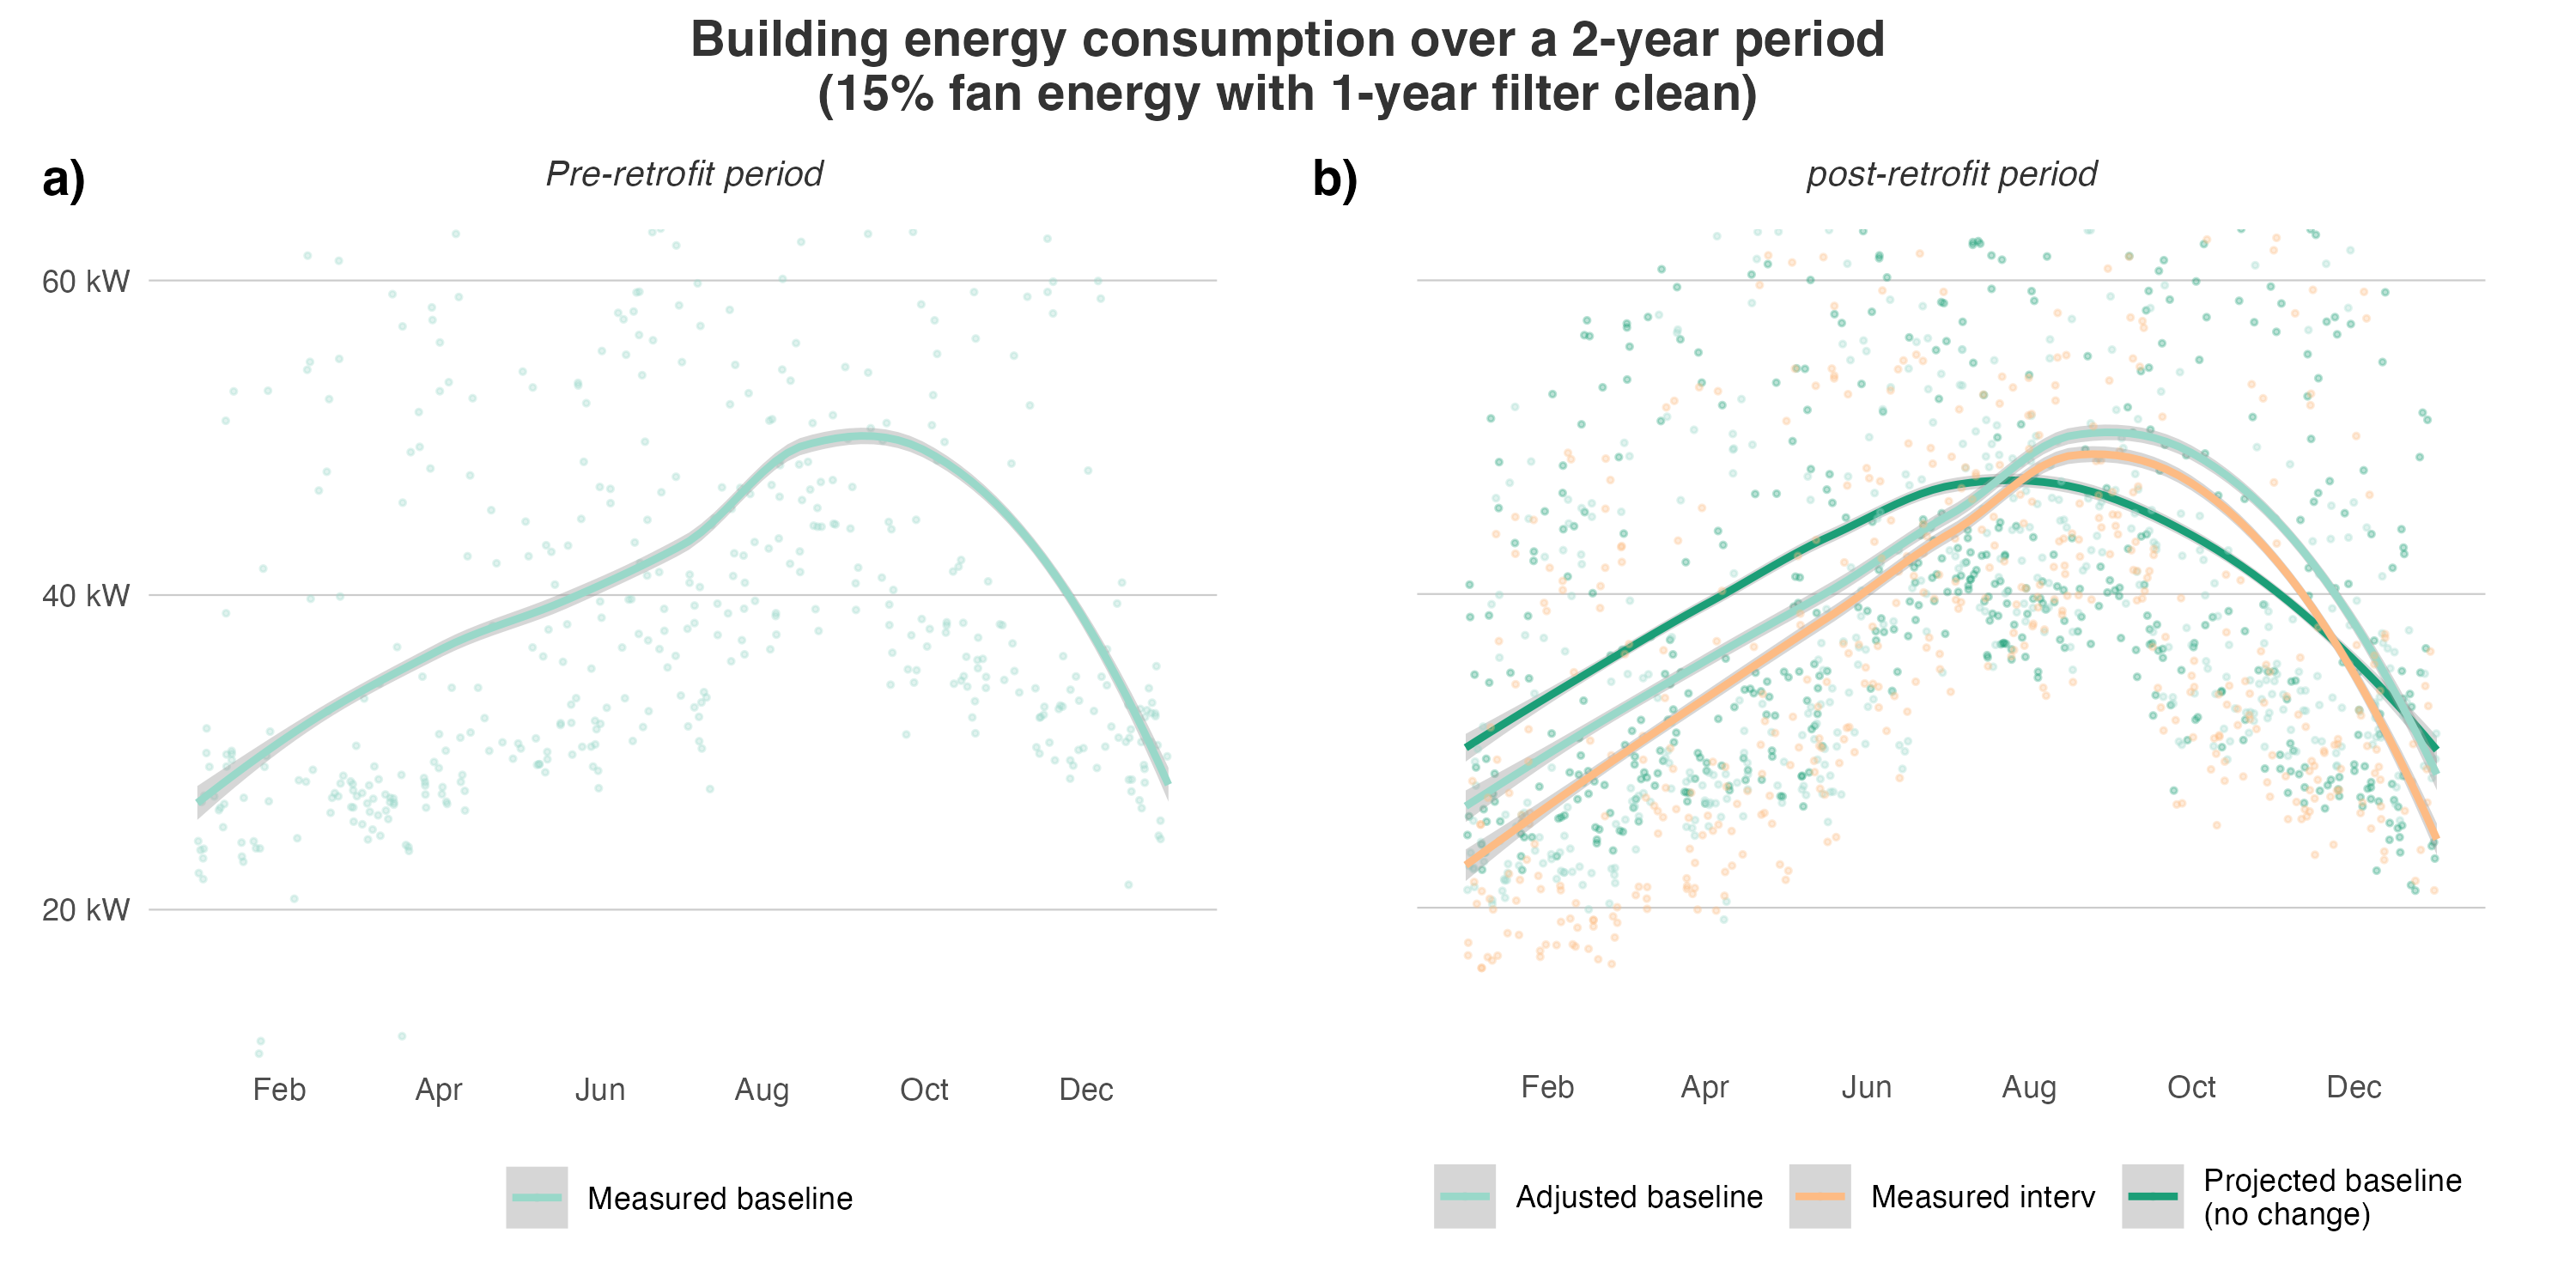 Building energy consumption over a 2-year period
(15% fan energy with 1-year filter clean)
a)
Pre-retrofit period
60 kW
40 kW
20 kW
Feb Apr Jun Aug Oct Dec
Measured baseline
b)
post-retrofit period
Feb Apr Jun Aug Oct Dec
Adjusted baseline
Measured interv
Projected baseline
(no change)